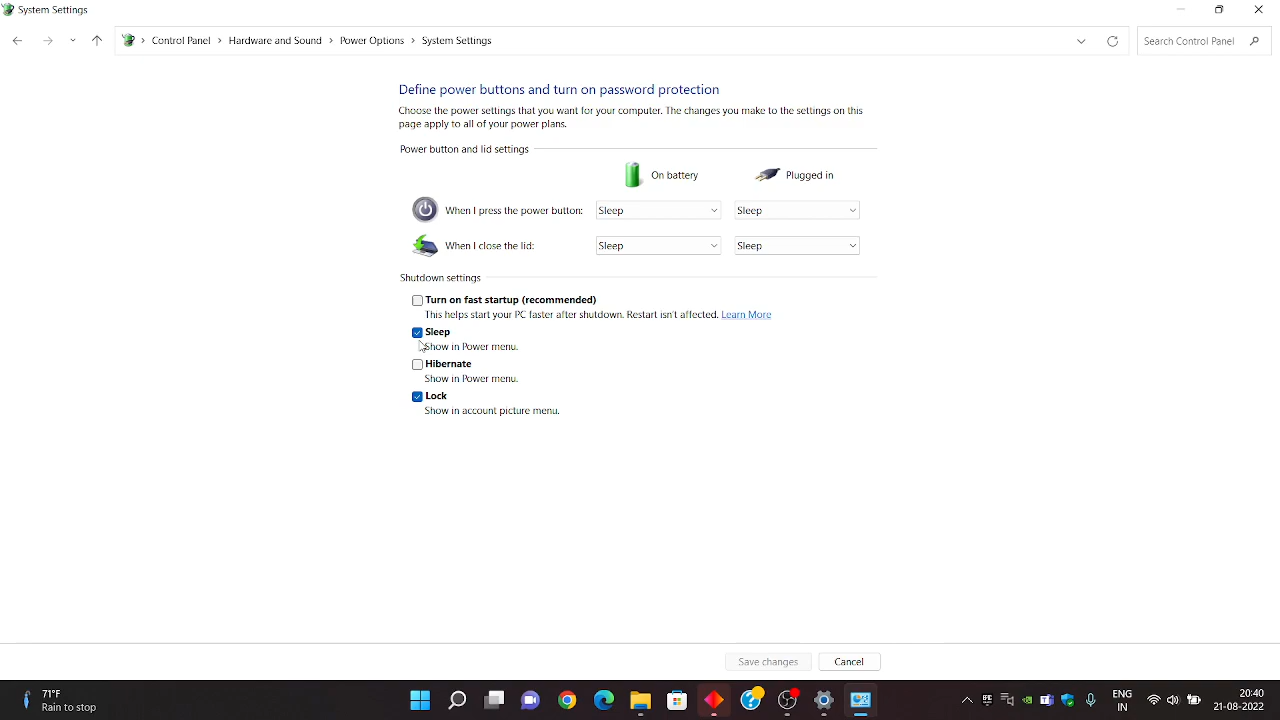 System Settings
Control Panel > Hardware and Sound > Power Options > System Settings
Search Control Panel
Define power buttons and turn on password protection
Choose the power settings that you want for your computer. The changes you make to the settings on this
page apply to all of your power plans.
Power button and lid settings
On battery Plugged in
When I press the power button: Sleep Sleep
When I close the lid: Sleep Sleep
Shutdown settings
Turn on fast startup (recommended)
This helps start your PC faster after shutdown. Restart isn't affected. Learn More
Sleep
Show in Power menu.
Hibernate
Show in Power menu.
Lock
Show in account picture menu.
Save changes Cancel
71°F
Rain to stop
ENG
IN
20:40
21-08-2022